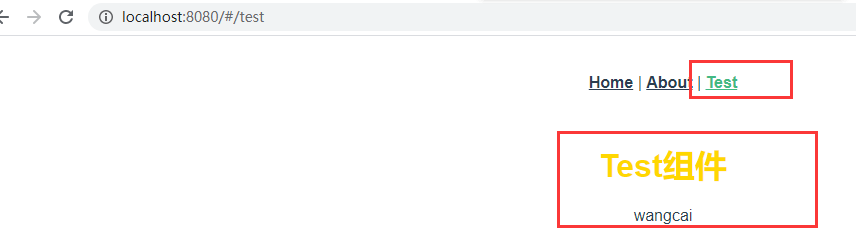 localhost:8080/#/test
Home | About | Test
Test组件
wangcai